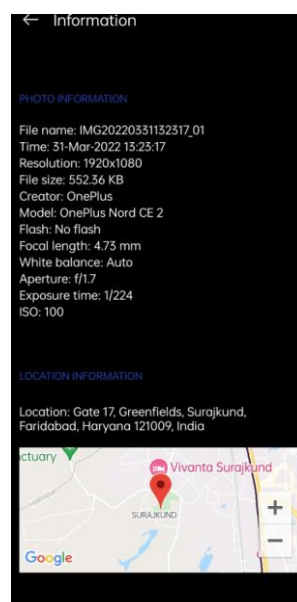 ← Information
PHOTO INFORMATION
File name: IMG20220331132317_01
Time: 31-Mar-2022 13:23:17
Resolution: 1920x1080
File size: 552.36 KB
Creator: OnePlus
Model: OnePlus Nord CE 2
Flash: No flash
Focal length: 4.73 mm
White balance: Auto
Aperture: f/1.7
Exposure time: 1/224
ISO: 100
LOCATION INFORMATION
Location: Gate 17, Greenfields, Surajkund,
Faridabad, Haryana 121009, India
ctuary
Vivanta Surajkund
SURAJKUND
+
−
Google